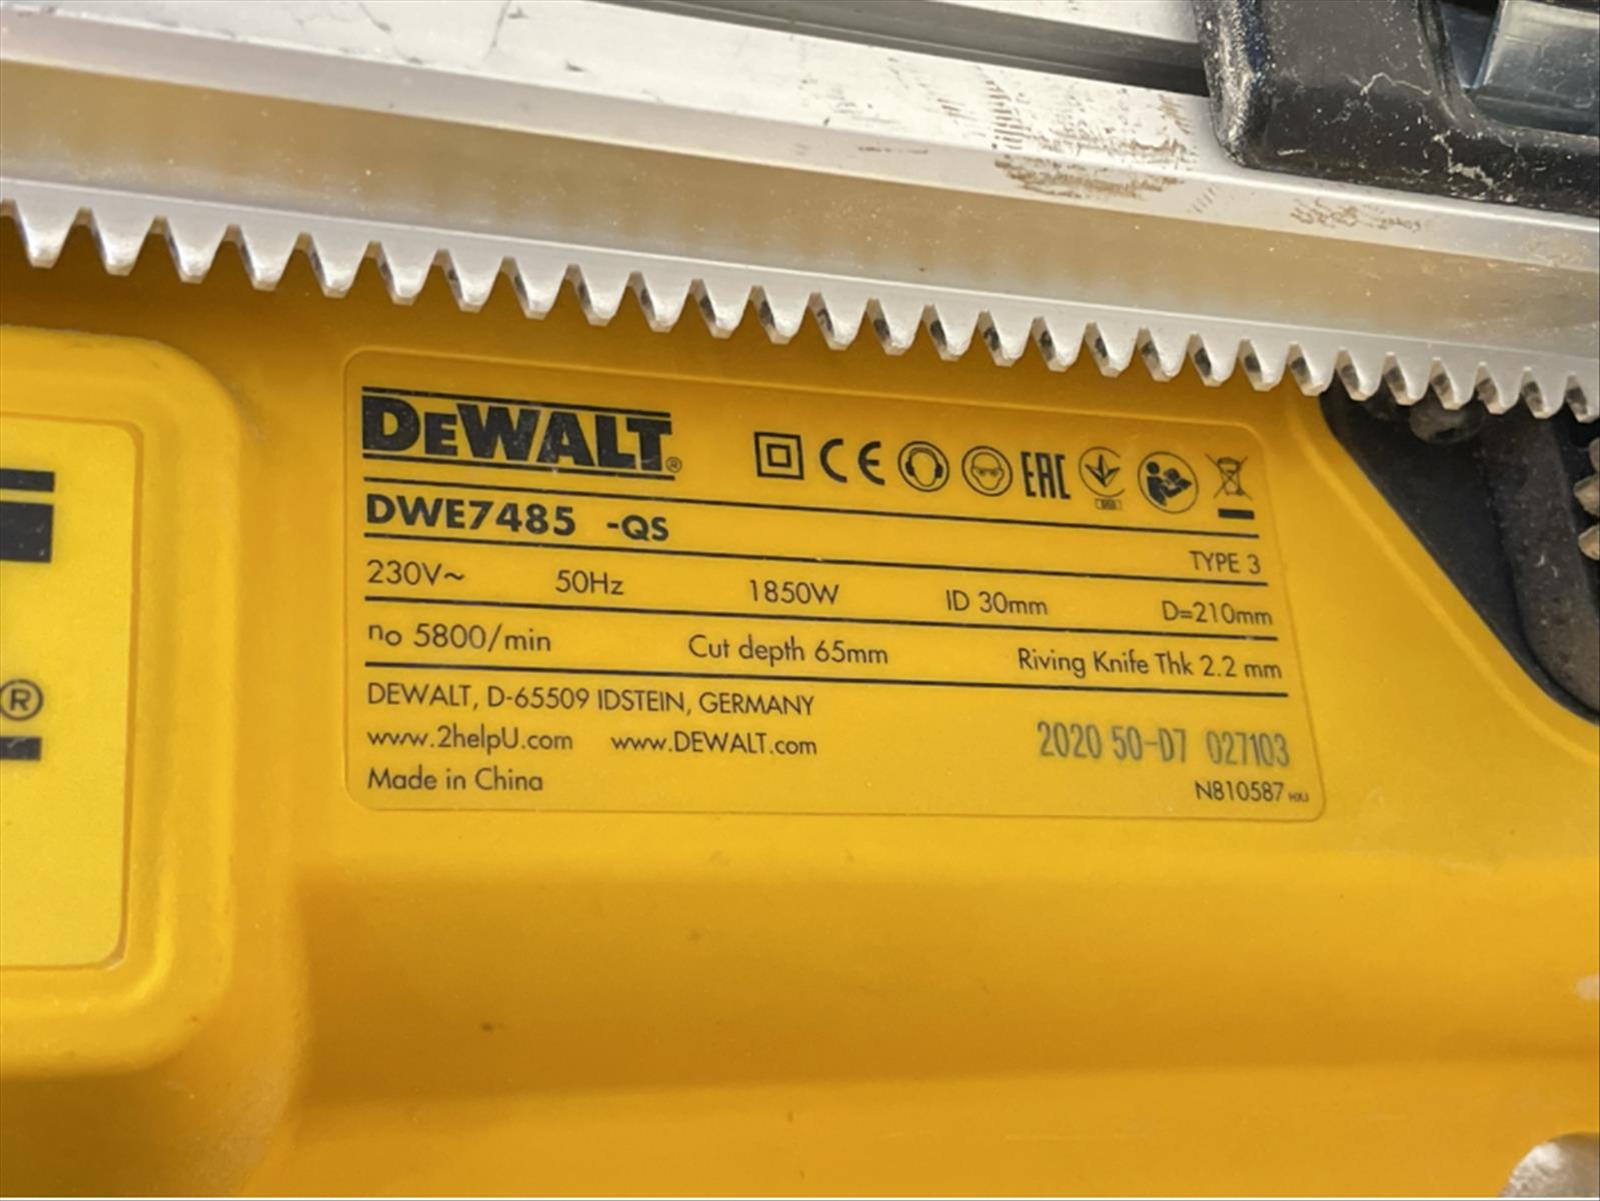 DEWALT®
CE EAC
DWE7485 -QS
TYPE 3
230V~ 50Hz 1850W ID 30mm D=210mm
no 5800/min Cut depth 65mm Riving Knife Thk 2.2 mm
DEWALT, D-65509 IDSTEIN, GERMANY
www.2helpU.com www.DEWALT.com
2020 50-D7 027103
Made in China
N810587
®